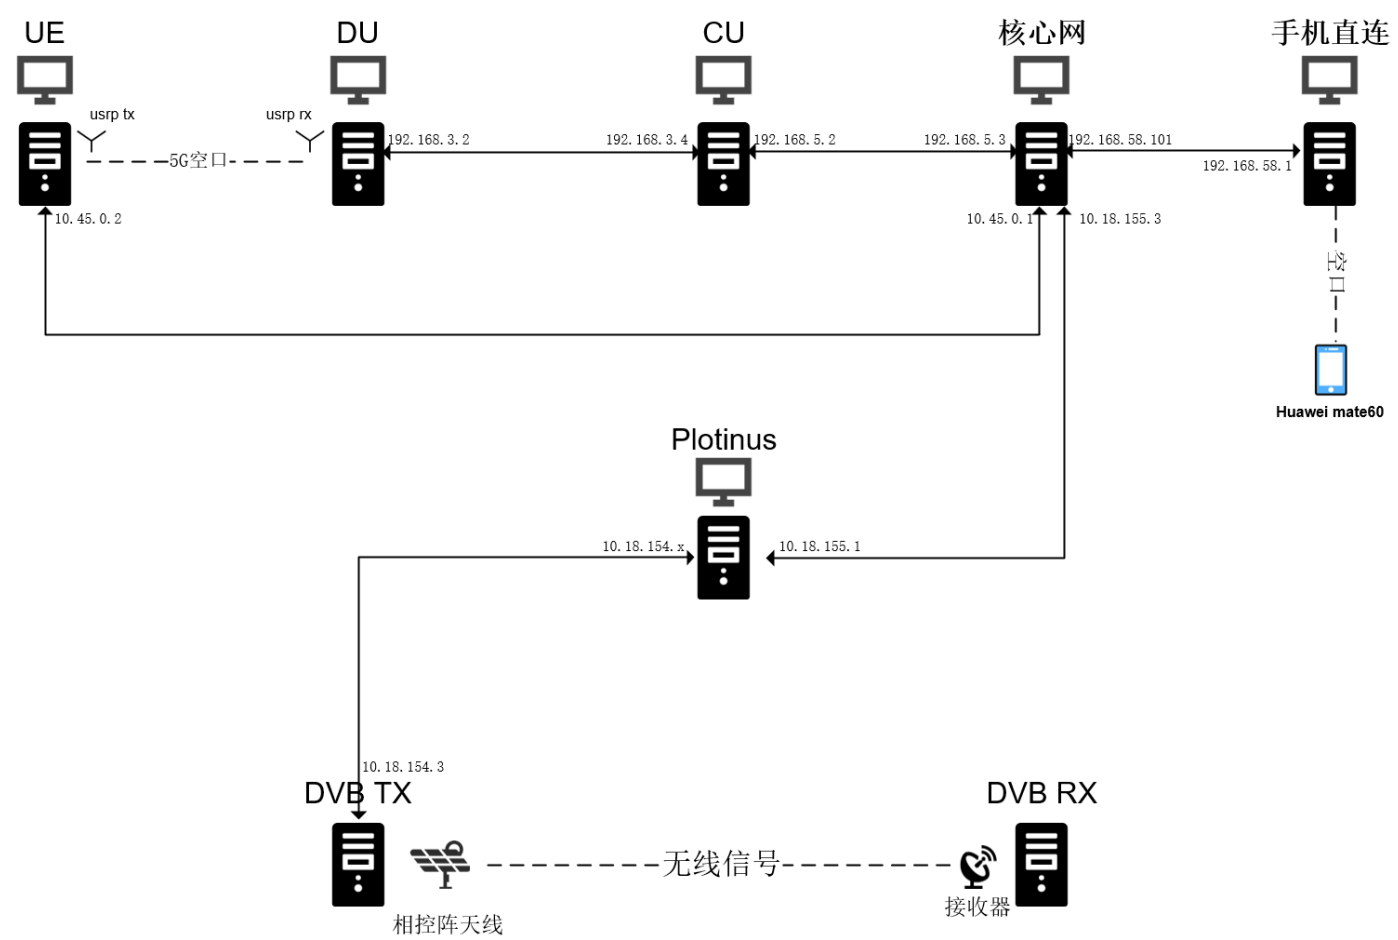 UE
DU
CU
核心网
手机直连
usrp tx
usrp rx
5G空口
192.168.3.2
192.168.3.4
192.168.5.2
192.168.5.3
192.168.58.101
192.168.58.1
10.45.0.2
10.45.0.1
10.18.155.3
空口
Huawei mate60
Plotinus
10.18.154.x
10.18.155.1
10.18.154.3
DVB TX
DVB RX
无线信号
相控阵天线
接收器